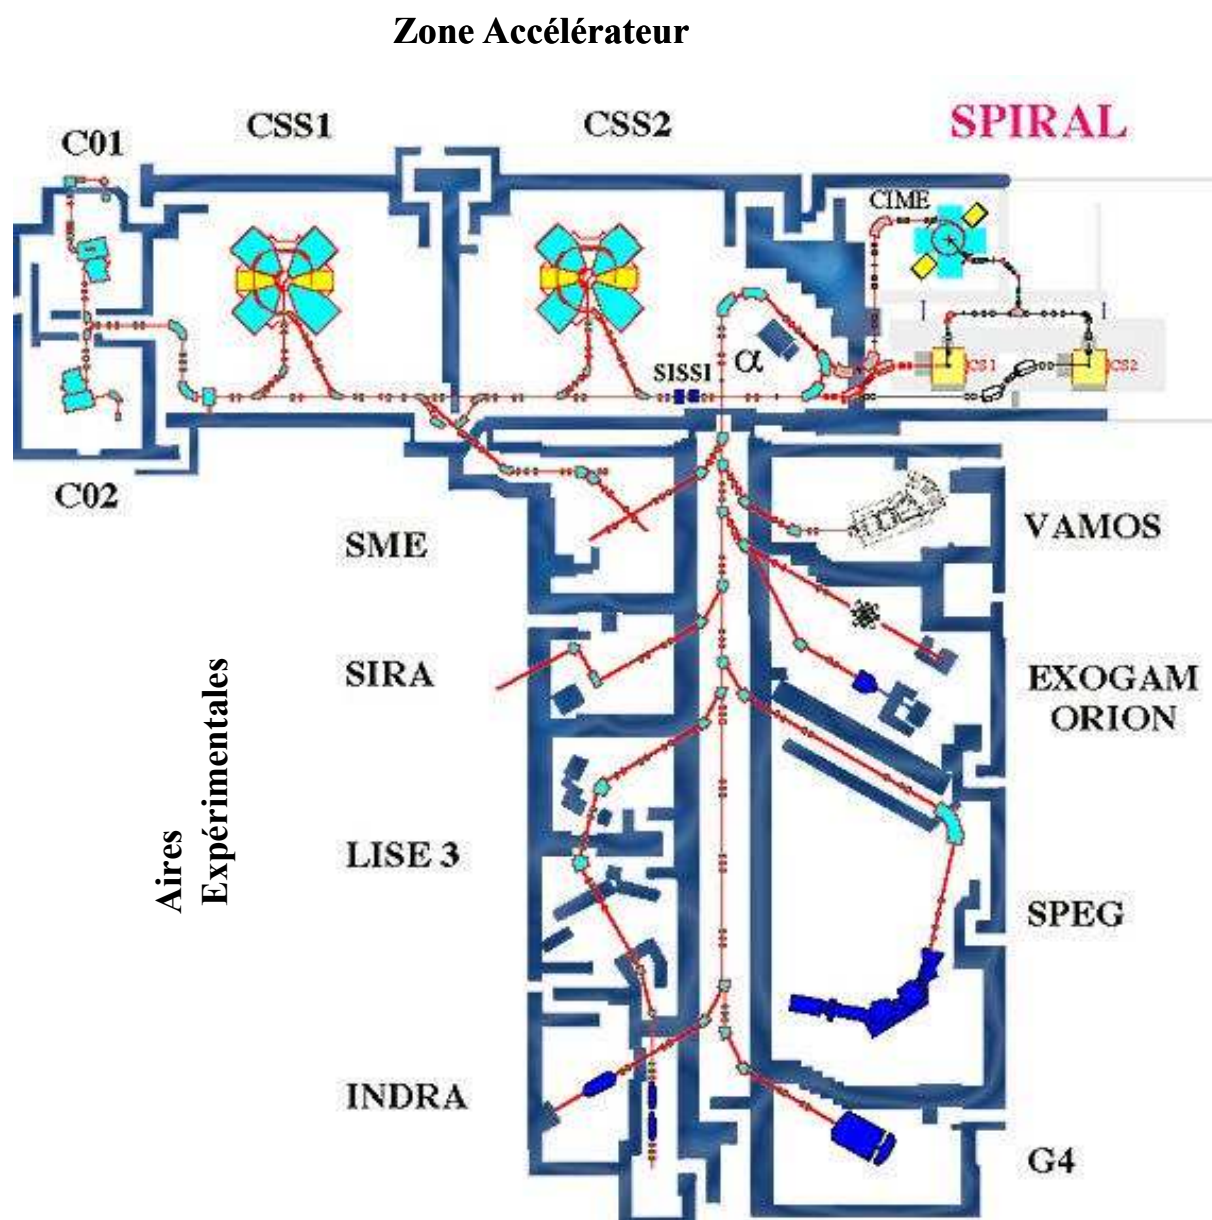 Zone Accélérateur
C01
CSS1
CSS2
SPIRAL
CIME
I
I
α
SISSI
CS1
CS2
C02
SME
VAMOS
SIRA
EXOGAM
ORION
Aires
Expérimentales
LISE 3
SPEG
INDRA
G4